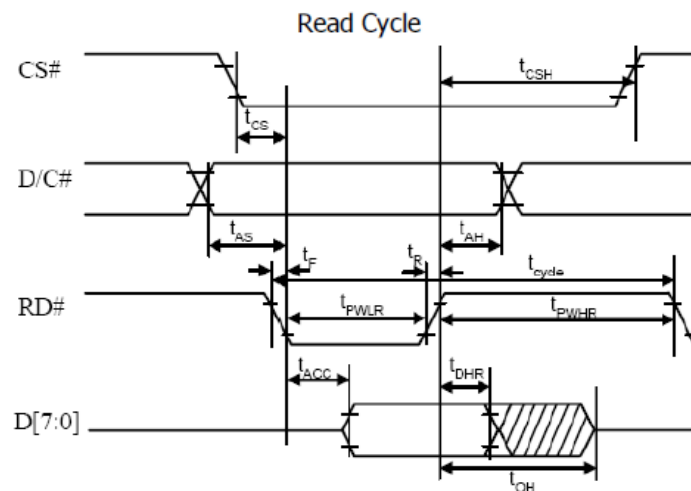 Read Cycle
CS#
tCSH
tCS
D/C#
tAS
tAH
tF
tR
tcycle
RD#
tPWLR
tPWHR
tACC
tDHR
D[7:0]
tOH